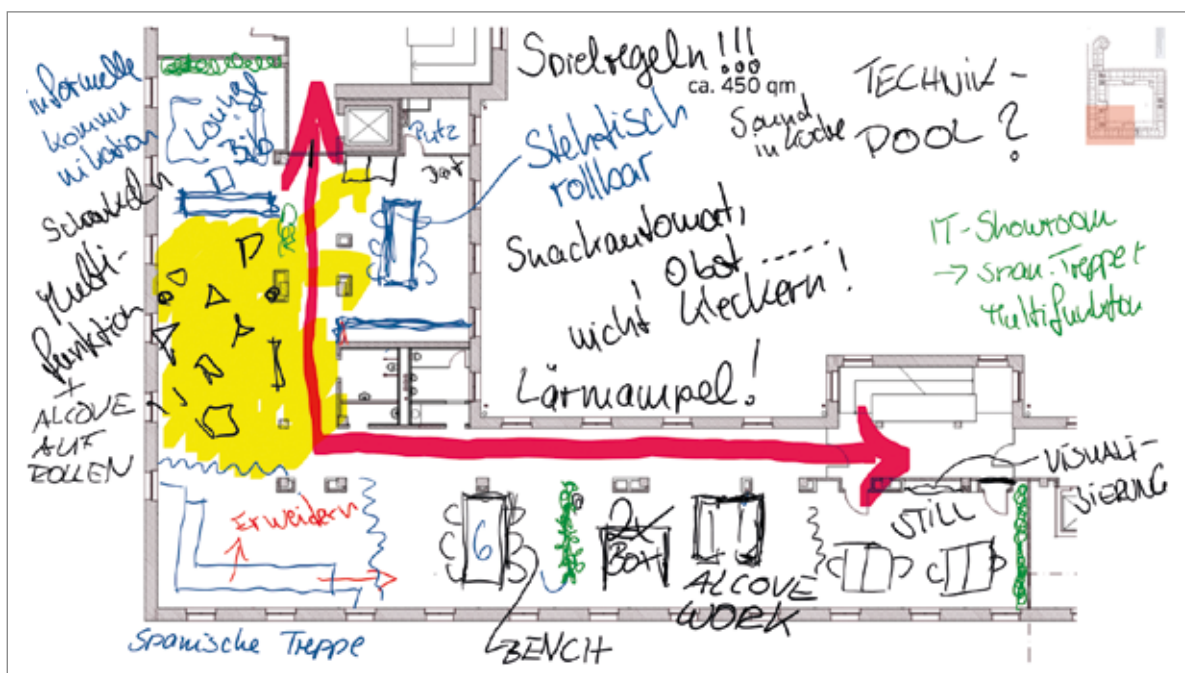 Spielregeln!!!
ca. 450 qm
Sound
in Küche
TECHNIK-
POOL?
informelle
Kommu
nikation
Lounge
Bib
Putz
Stehtisch
rollbar
Schaukeln
Multi-
funktion
+
ALCOVE
AUF
ROLLEN
Snackautomat,
Obst.....
nicht kleckern!
Lärmampel!
IT-Showroom
→ span. Treppe +
Multifunktion
VISUALI-
SIERUNG
Erweidern
6
2x
BOX
ALCOVE
WORK
STILL
Spanische Treppe
BENCH